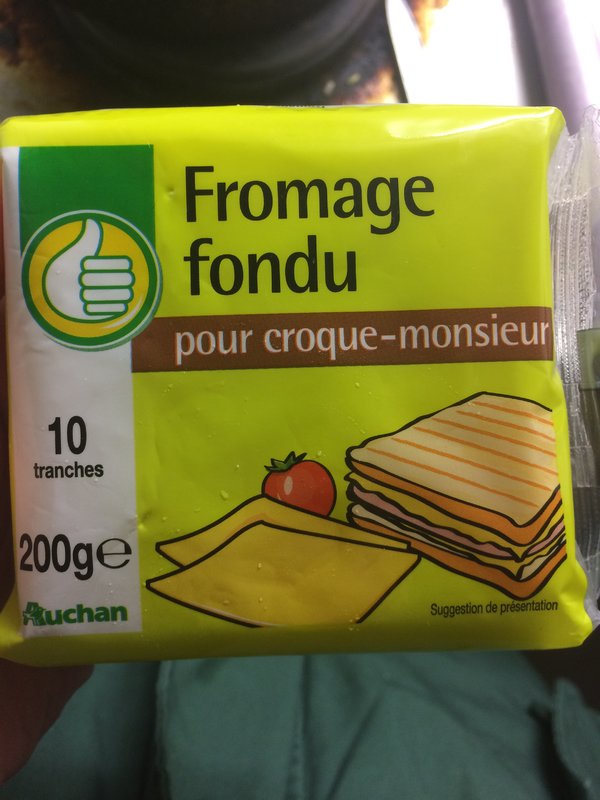 Fromage
fondu
pour croque-monsieur
10
tranches
200g℮
Auchan
Suggestion de présentation